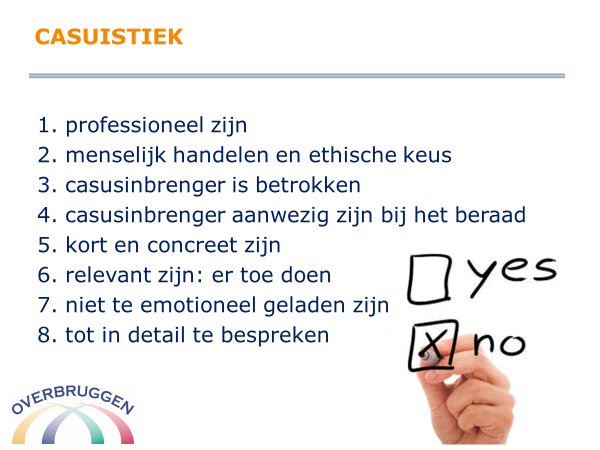 CASUISTIEK
1. professioneel zijn
2. menselijk handelen en ethische keus
3. casusinbrenger is betrokken
4. casusinbrenger aanwezig zijn bij het beraad
5. kort en concreet zijn
6. relevant zijn: er toe doen
7. niet te emotioneel geladen zijn
8. tot in detail te bespreken
yes
x no
OVERBRUGGEN